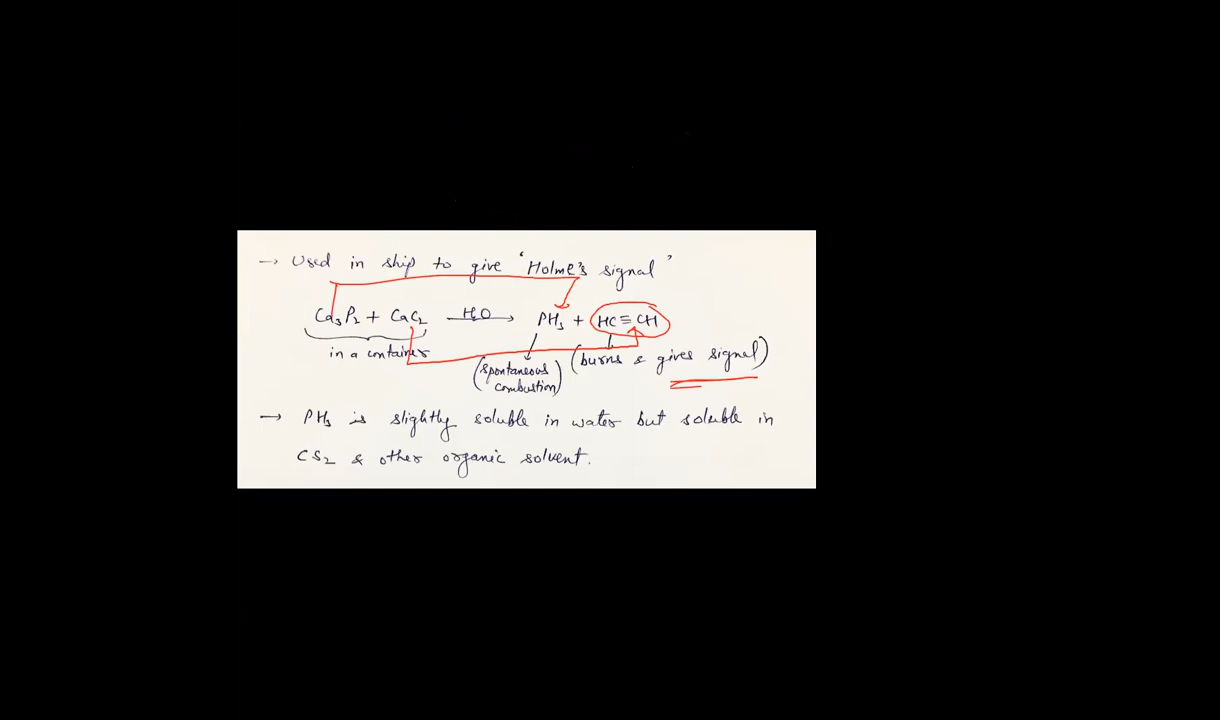 → Used in ship to give 'Holme's signal'
Ca₃P₂ + CaC₂ —H₂O→ PH₃ + HC≡CH
in a container
(spontaneous combustion) (burns & gives signal)
→ PH₃ is slightly soluble in water but soluble in
CS₂ & other organic solvent.